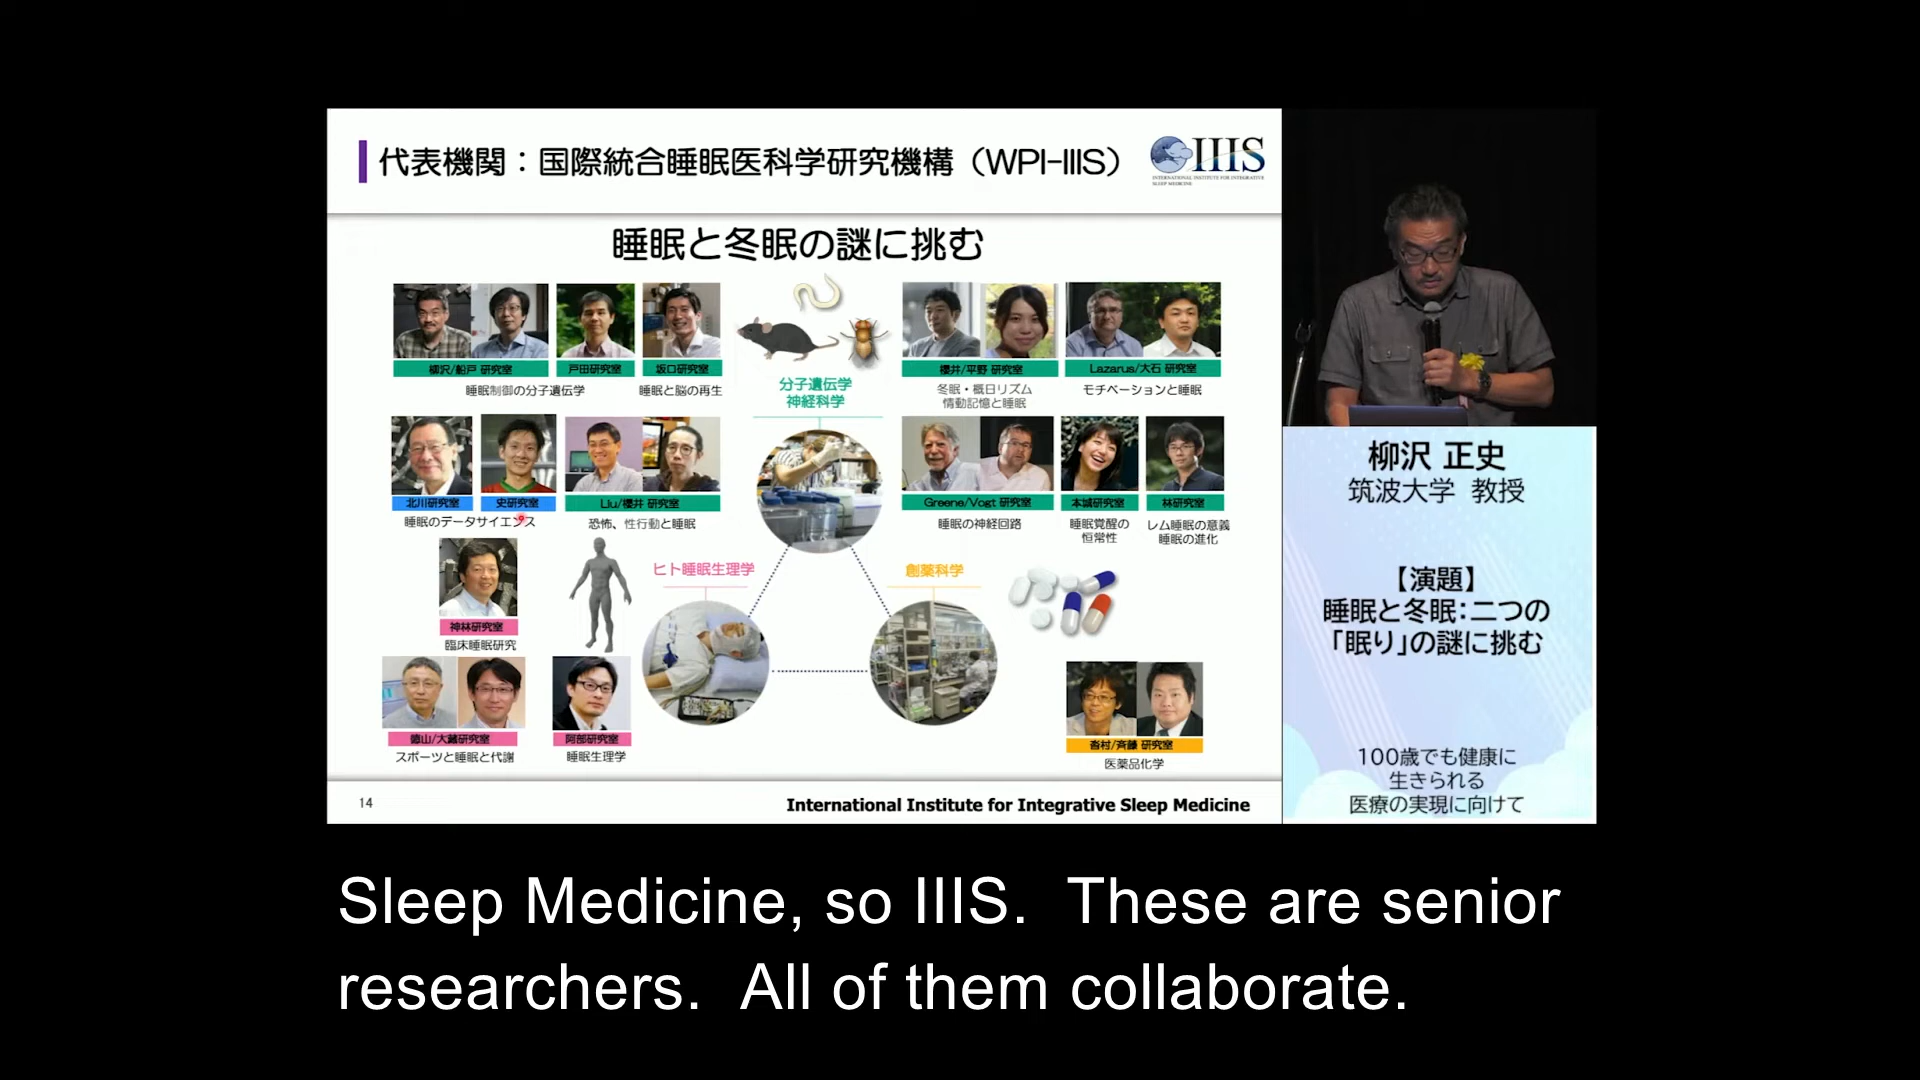 代表機関：国際統合睡眠医科学研究機構（WPI-IIIS）
IIIS
INTERNATIONAL INSTITUTE FOR INTEGRATIVE
SLEEP MEDICINE
睡眠と冬眠の謎に挑む
柳沢/船戸 研究室
戸田研究室
坂口研究室
睡眠制御の分子遺伝学
睡眠と脳の再生
分子遺伝学
神経科学
櫻井/平野 研究室
Lazarus/大石 研究室
冬眠・概日リズム
情動記憶と睡眠
モチベーションと睡眠
北川研究室
史研究室
Liu/櫻井 研究室
睡眠のデータサイエンス
恐怖、性行動と睡眠
Greene/Vogt 研究室
本城研究室
林研究室
睡眠の神経回路
睡眠覚醒の
恒常性
レム睡眠の意義
睡眠の進化
ヒト睡眠生理学
創薬科学
神林研究室
臨床睡眠研究
徳山/大藏研究室
阿部研究室
スポーツと睡眠と代謝
睡眠生理学
沓村/斉藤 研究室
医薬品化学
14
International Institute for Integrative Sleep Medicine
柳沢 正史
筑波大学 教授
【演題】
睡眠と冬眠：二つの
「眠り」の謎に挑む
100歳でも健康に
生きられる
医療の実現に向けて
Sleep Medicine, so IIIS. These are senior
researchers. All of them collaborate.